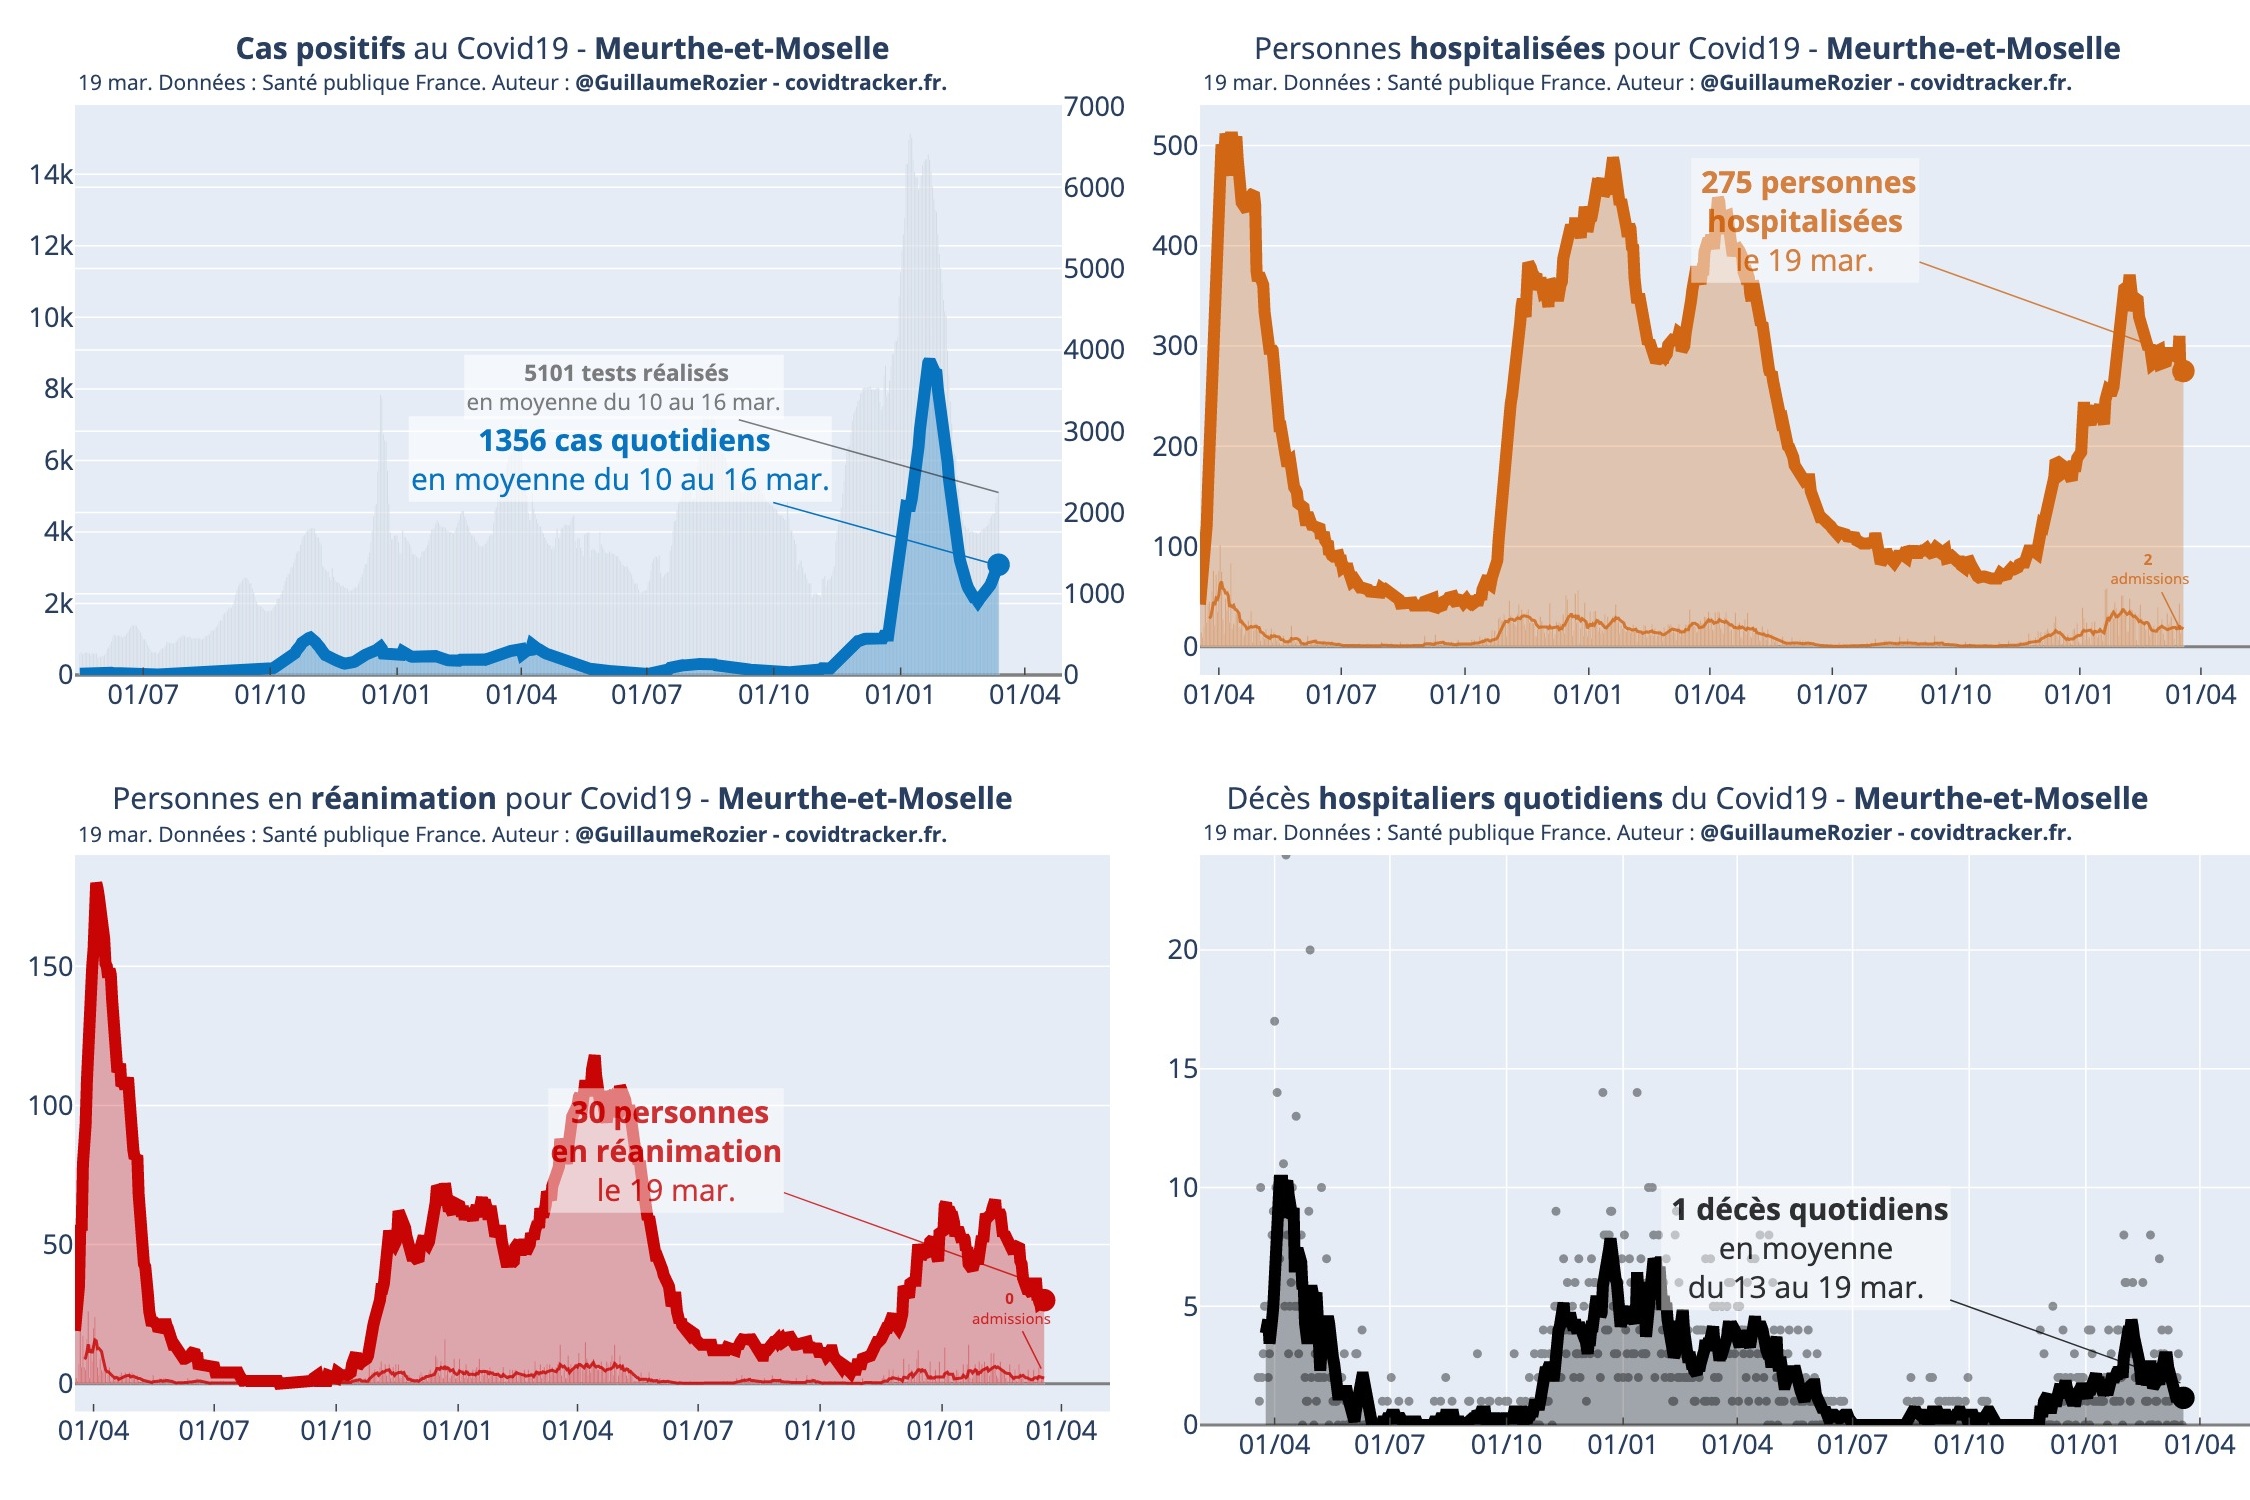 Cas positifs au Covid19 - Meurthe-et-Moselle
19 mar. Données : Santé publique France. Auteur : @GuillaumeRozier - covidtracker.fr.
7000
14k
6000
12k
5000
10k
4000
8k
5101 tests réalisés
en moyenne du 10 au 16 mar.
3000
6k
1356 cas quotidiens
en moyenne du 10 au 16 mar.
2000
4k
1000
2k
0
0
01/07 01/10 01/01 01/04 01/07 01/10 01/01 01/04
Personnes hospitalisées pour Covid19 - Meurthe-et-Moselle
19 mar. Données : Santé publique France. Auteur : @GuillaumeRozier - covidtracker.fr.
500
275 personnes
hospitalisées
le 19 mar.
400
300
200
100
2
admissions
0
01/04 01/07 01/10 01/01 01/04 01/07 01/10 01/01 01/04
Personnes en réanimation pour Covid19 - Meurthe-et-Moselle
19 mar. Données : Santé publique France. Auteur : @GuillaumeRozier - covidtracker.fr.
150
100
30 personnes
en réanimation
le 19 mar.
50
0
admissions
0
01/04 01/07 01/10 01/01 01/04 01/07 01/10 01/01 01/04
Décès hospitaliers quotidiens du Covid19 - Meurthe-et-Moselle
19 mar. Données : Santé publique France. Auteur : @GuillaumeRozier - covidtracker.fr.
20
15
10
1 décès quotidiens
en moyenne
du 13 au 19 mar.
5
0
01/04 01/07 01/10 01/01 01/04 01/07 01/10 01/01 01/04